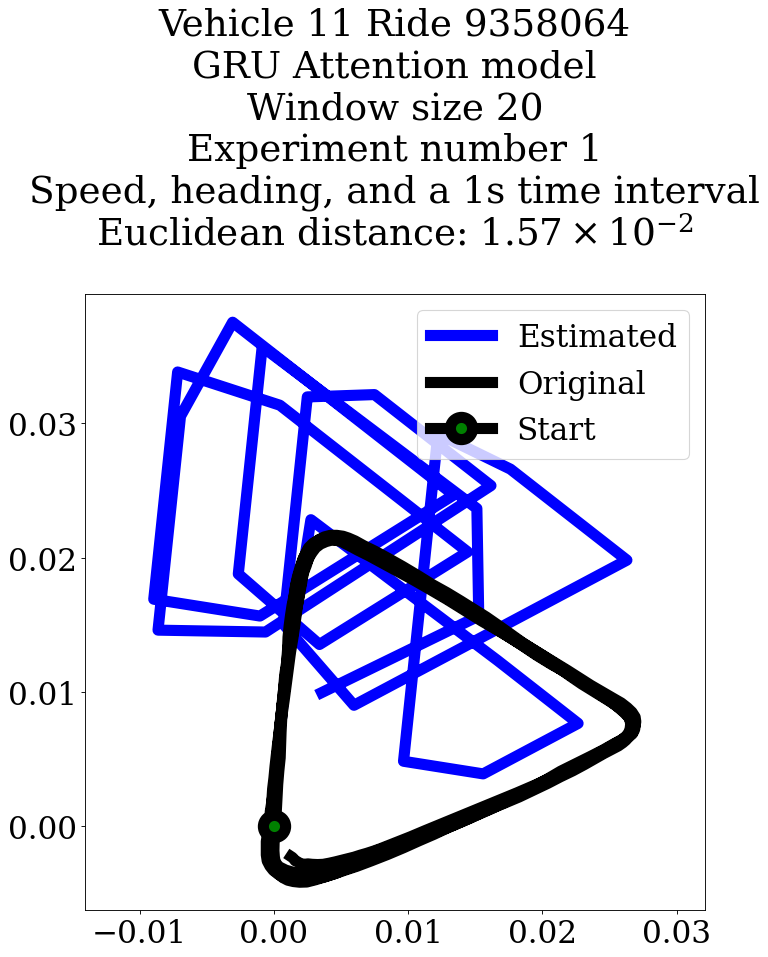 Vehicle 11 Ride 9358064
GRU Attention model
Window size 20
Experiment number 1
Speed, heading, and a 1s time interval
Euclidean distance: 1.57 × 10⁻²
Estimated
Original
Start
0.03
0.02
0.01
0.00
−0.01 0.00 0.01 0.02 0.03